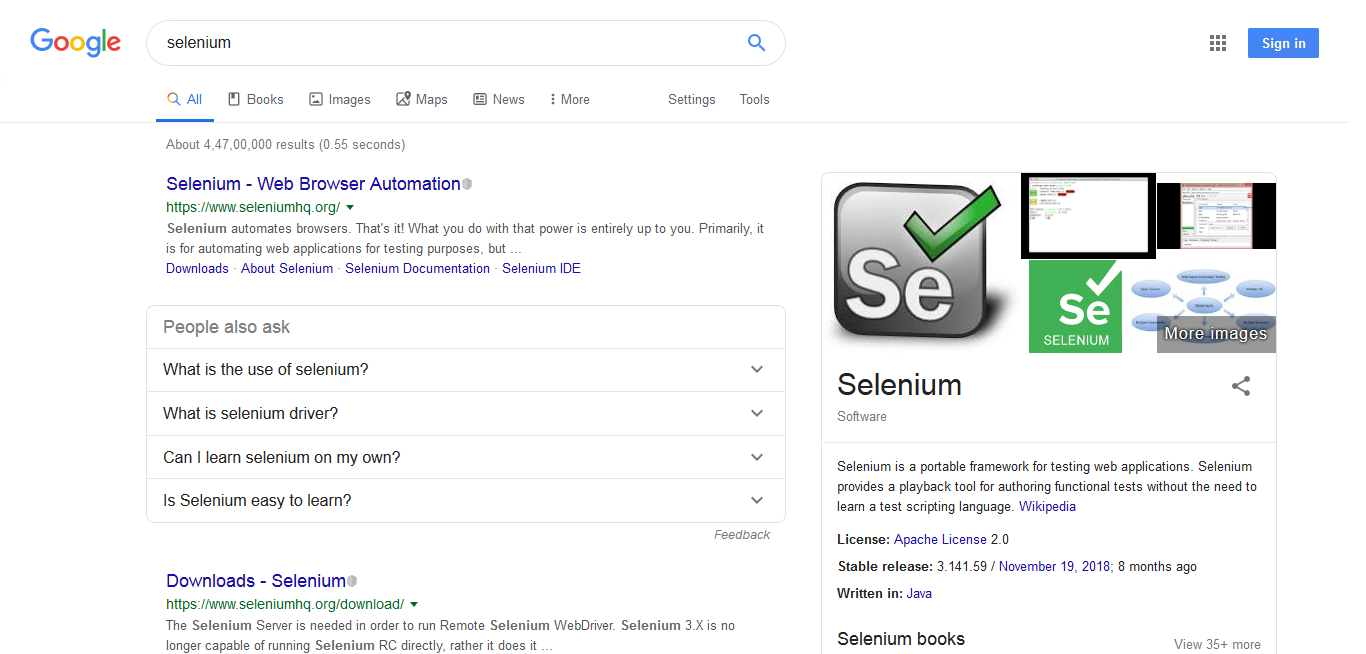 Google
selenium
Sign in
All
Books
Images
Maps
News
More
Settings
Tools
About 4,47,00,000 results (0.55 seconds)
Selenium - Web Browser Automation
https://www.seleniumhq.org/
Selenium automates browsers. That's it! What you do with that power is entirely up to you. Primarily, it
is for automating web applications for testing purposes, but ...
Downloads · About Selenium · Selenium Documentation · Selenium IDE
People also ask
What is the use of selenium?
What is selenium driver?
Can I learn selenium on my own?
Is Selenium easy to learn?
Feedback
Downloads - Selenium
https://www.seleniumhq.org/download/
The Selenium Server is needed in order to run Remote Selenium WebDriver. Selenium 3.X is no
longer capable of running Selenium RC directly, rather it does it ...
Se
Se
SELENIUM
More images
Selenium
Software
Selenium is a portable framework for testing web applications. Selenium
provides a playback tool for authoring functional tests without the need to
learn a test scripting language. Wikipedia
License: Apache License 2.0
Stable release: 3.141.59 / November 19, 2018; 8 months ago
Written in: Java
Selenium books
View 35+ more